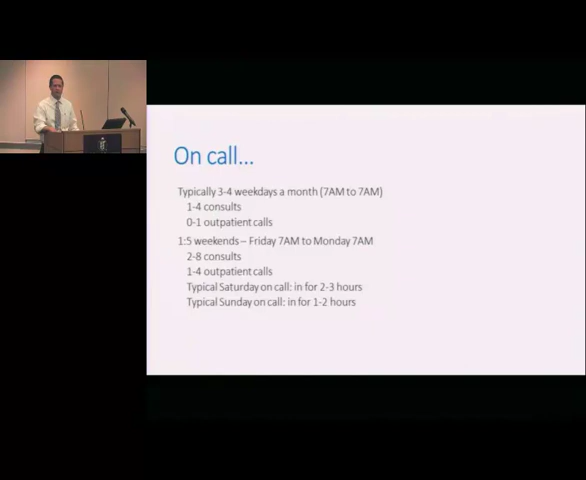 On call...
Typically 3-4 weekdays a month (7AM to 7AM)
1-4 consults
0-1 outpatient calls
1:5 weekends – Friday 7AM to Monday 7AM
2-8 consults
1-4 outpatient calls
Typical Saturday on call: in for 2-3 hours
Typical Sunday on call: in for 1-2 hours